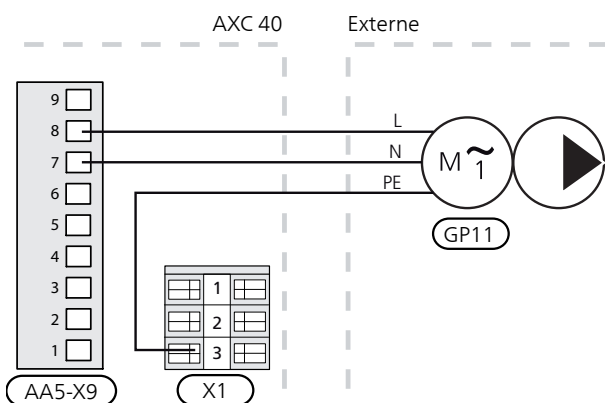 AXC 40 Externe
9
8 L
7 N
M ~ 1
6 PE
5 GP11
4
3 1
2 2
1 3
AA5-X9 X1